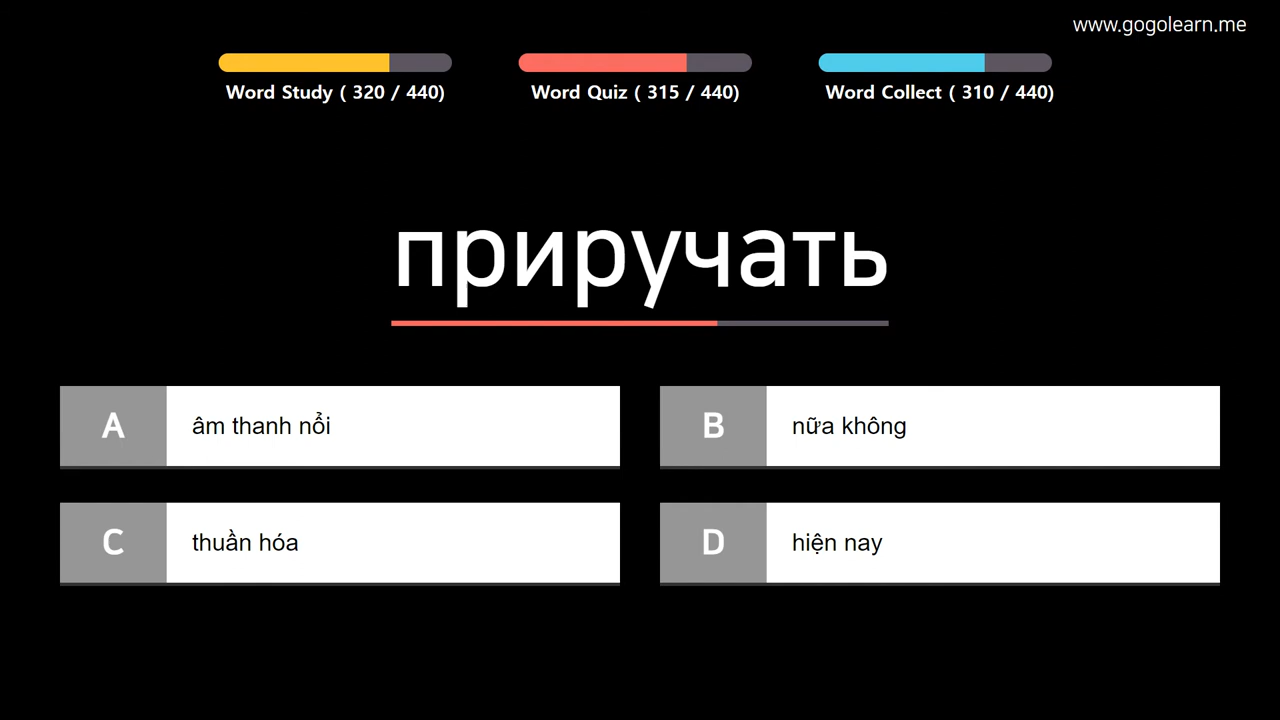 www.gogolearn.me
Word Study ( 320 / 440)
Word Quiz ( 315 / 440)
Word Collect ( 310 / 440)
приручать
A âm thanh nổi
B nữa không
C thuần hóa
D hiện nay